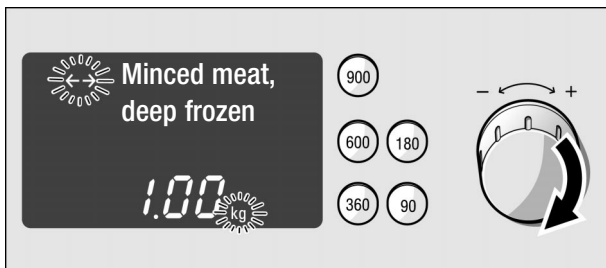 ←→ Minced meat,
deep frozen
1.00 kg
900
600 180
360 90
- +